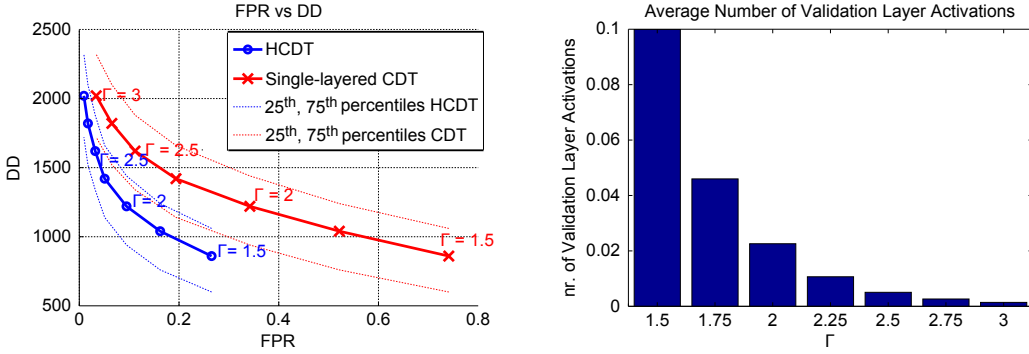 FPR vs DD
2500
2000
1500
1000
500
DD
0
0.2
0.4
0.6
0.8
FPR
HCDT
Single-layered CDT
25th, 75th percentiles HCDT
25th, 75th percentiles CDT
Γ = 3
Γ = 2.5
Γ = 2.5
Γ = 2
Γ = 2
Γ = 1.5
Γ = 1.5
Average Number of Validation Layer Activations
0.1
0.08
0.06
0.04
0.02
0
nr. of Validation Layer Activations
1.5
1.75
2
2.25
2.5
2.75
3
Γ